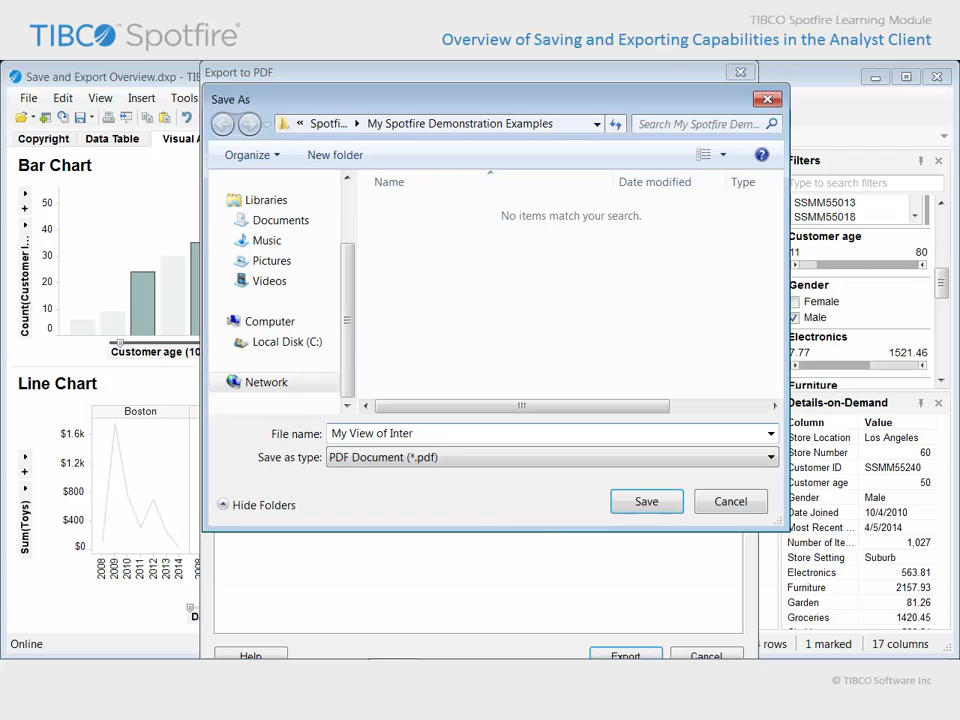 TIBCO Spotfire®
TIBCO Spotfire Learning Module
Overview of Saving and Exporting Capabilities in the Analyst Client
Save and Export Overview.dxp - TI
File Edit View Insert Tools
Copyright Data Table Visual
Bar Chart
50
40
30
20
10
0
Count(Customer I...
Customer age (10
Line Chart
Boston
$1.6k
$1.2k
$800
$400
$0
Sum(Toys)
2008 2009 2010 2011 2012 2013 2014
Online
Export to PDF
Save As
« Spotfi... My Spotfire Demonstration Examples
Search My Spotfire Dem...
Organize New folder
Libraries
Documents
Music
Pictures
Videos
Computer
Local Disk (C:)
Network
Name Date modified Type
No items match your search.
File name: My View of Inter
Save as type: PDF Document (*.pdf)
Hide Folders
Save Cancel
Help Export Cancel
Filters
Type to search filters
SSMM55013
SSMM55018
Customer age
11 80
Gender
Female
Male
Electronics
7.77 1521.46
Furniture
Details-on-Demand
Column Value
Store Location Los Angeles
Store Number 60
Customer ID SSMM55240
Customer age 50
Gender Male
Date Joined 10/4/2010
Most Recent ... 4/5/2014
Number of Ite... 1,027
Store Setting Suburb
Electronics 563.81
Furniture 2157.93
Garden 81.26
Groceries 1420.45
rows 1 marked 17 columns
© TIBCO Software Inc